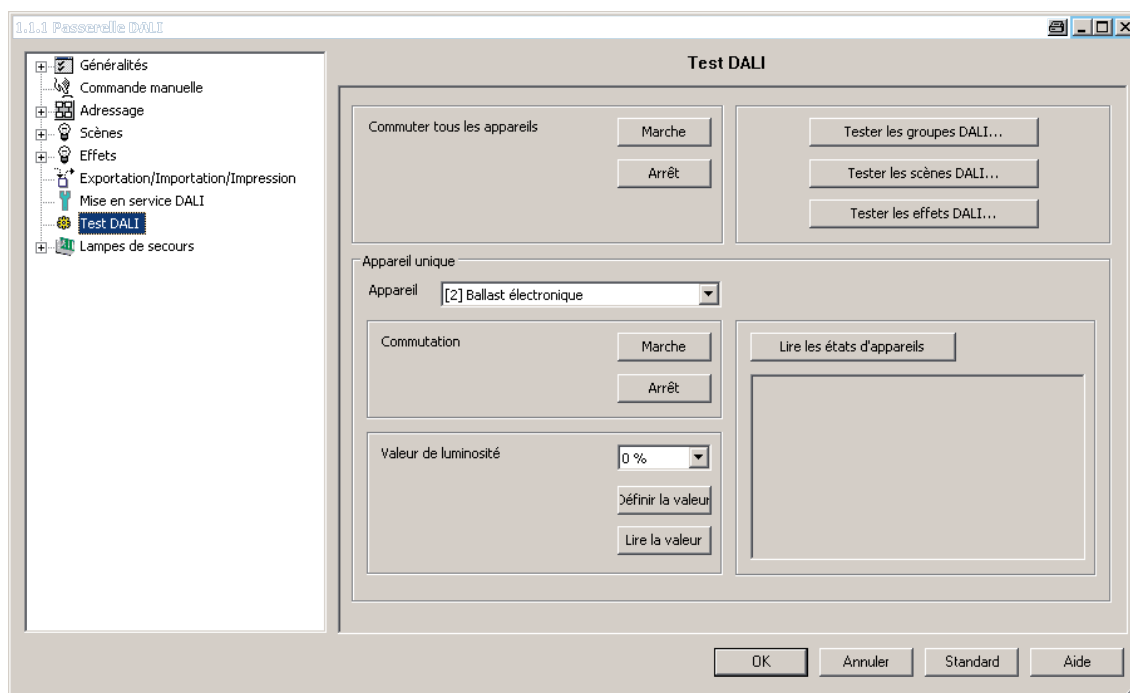 1.1.1 Passerelle DALI
Généralités
Commande manuelle
Adressage
Scènes
Effets
Exportation/Importation/Impression
Mise en service DALI
Test DALI
Lampes de secours
Test DALI
Commuter tous les appareils
Marche
Arrêt
Tester les groupes DALI...
Tester les scènes DALI...
Tester les effets DALI...
Appareil unique
Appareil
[2] Ballast électronique
Commutation
Marche
Arrêt
Lire les états d'appareils
Valeur de luminosité
0 %
Définir la valeur
Lire la valeur
OK
Annuler
Standard
Aide